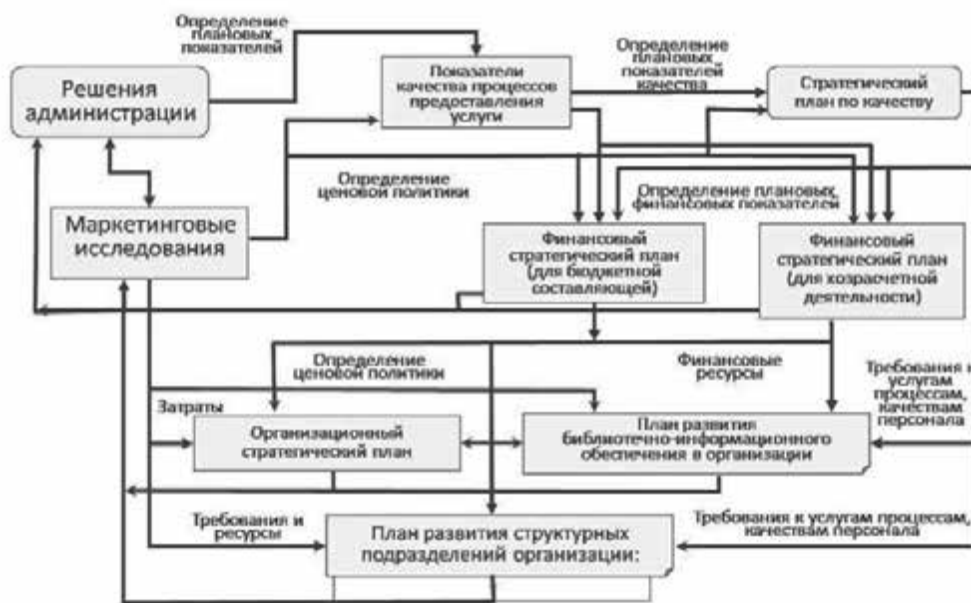 Определение
плановых
показателей
Решения
администрации
Показатели
качества процессов
предоставления
услуги
Определение
плановых
показателей
качества
Стратегический
план по качеству
Определение
ценовой политики
Определение плановых
финансовых показателей
Маркетинговые
исследования
Финансовый
стратегический план
(для бюджетной
составляющей)
Финансовый
стратегический план
(для хозрасчетной
деятельности)
Определение
ценовой политики
Финансовые
ресурсы
Требования к
услугам
процессам,
качествам
персонала
Затраты
Организационный
стратегический план
План развития
библиотечно-информационного
обеспечения в организации
Требования и
ресурсы
План развития структурных
подразделений организации:
Требования к услугам процессам,
качествам персонала